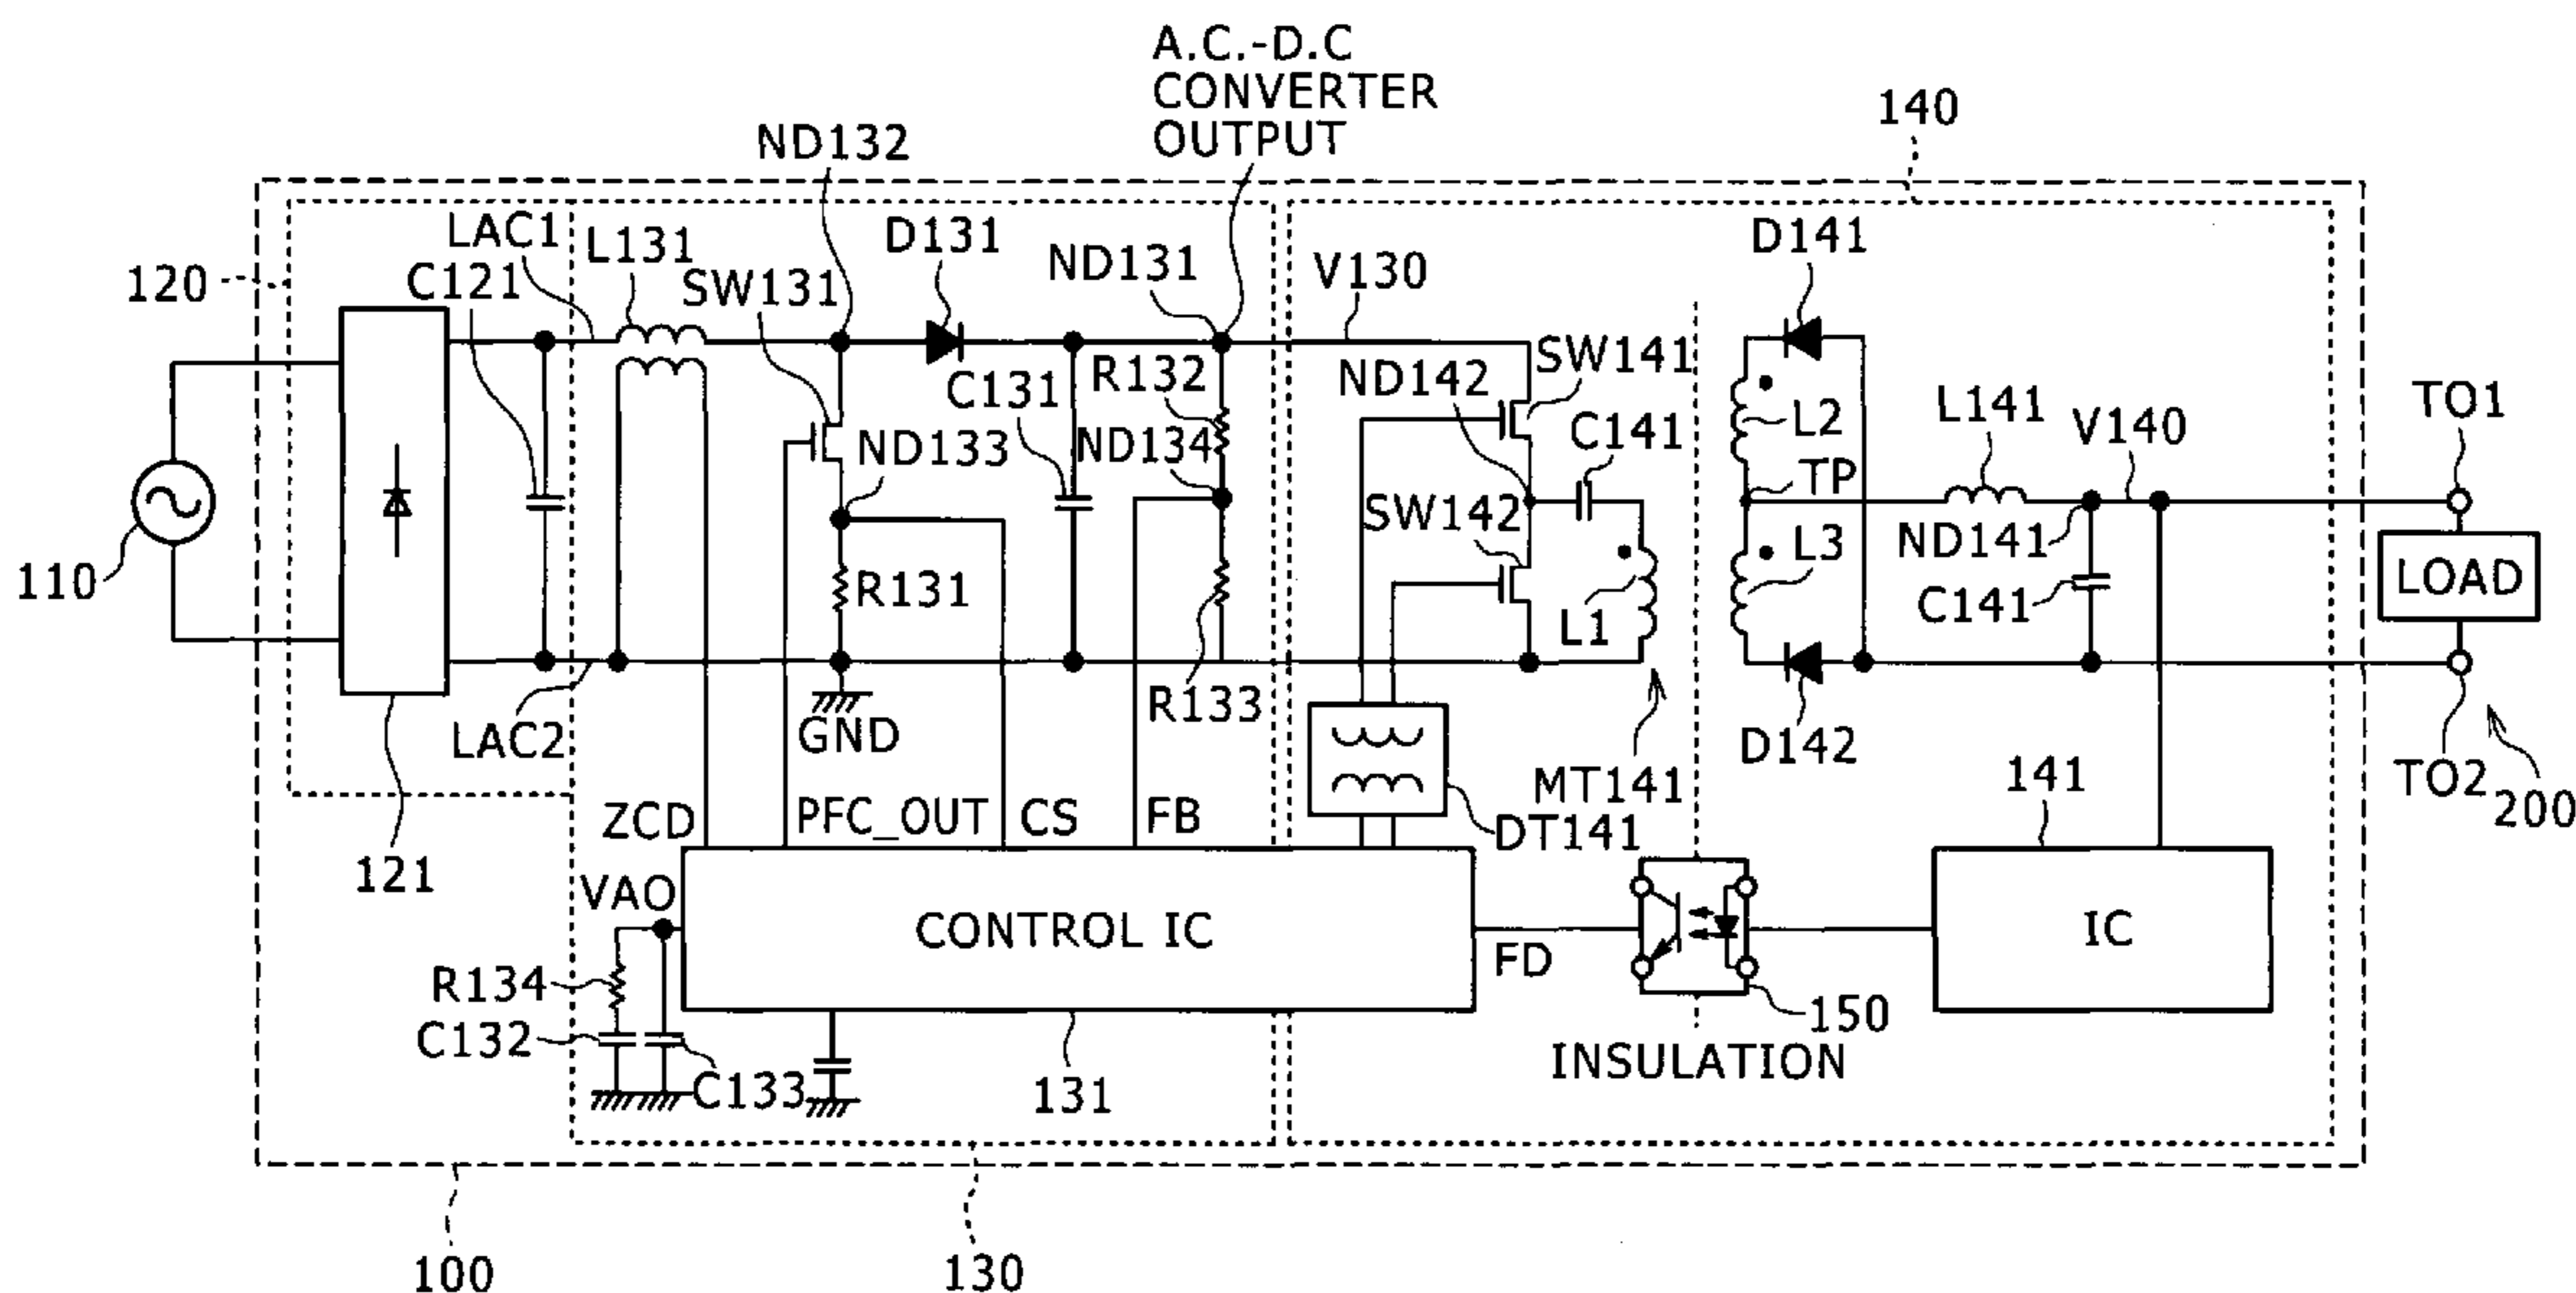 A.C.-D.C
CONVERTER
OUTPUT
140
ND132
LAC1
L131
D131
ND131
V130
D141
120
C121
SW131
SW141
C131
R132
ND142
C141
L2
L141
V140
TO1
ND133
ND134
TP
SW142
L3
ND141
110
R131
L1
C141
LOAD
R133
LAC2
GND
D142
MT141
141
TO2
200
ZCD
PFC_OUT
CS
FB
DT141
121
VAO
CONTROL IC
FD
IC
R134
C132
150
C133
131
INSULATION
100
130